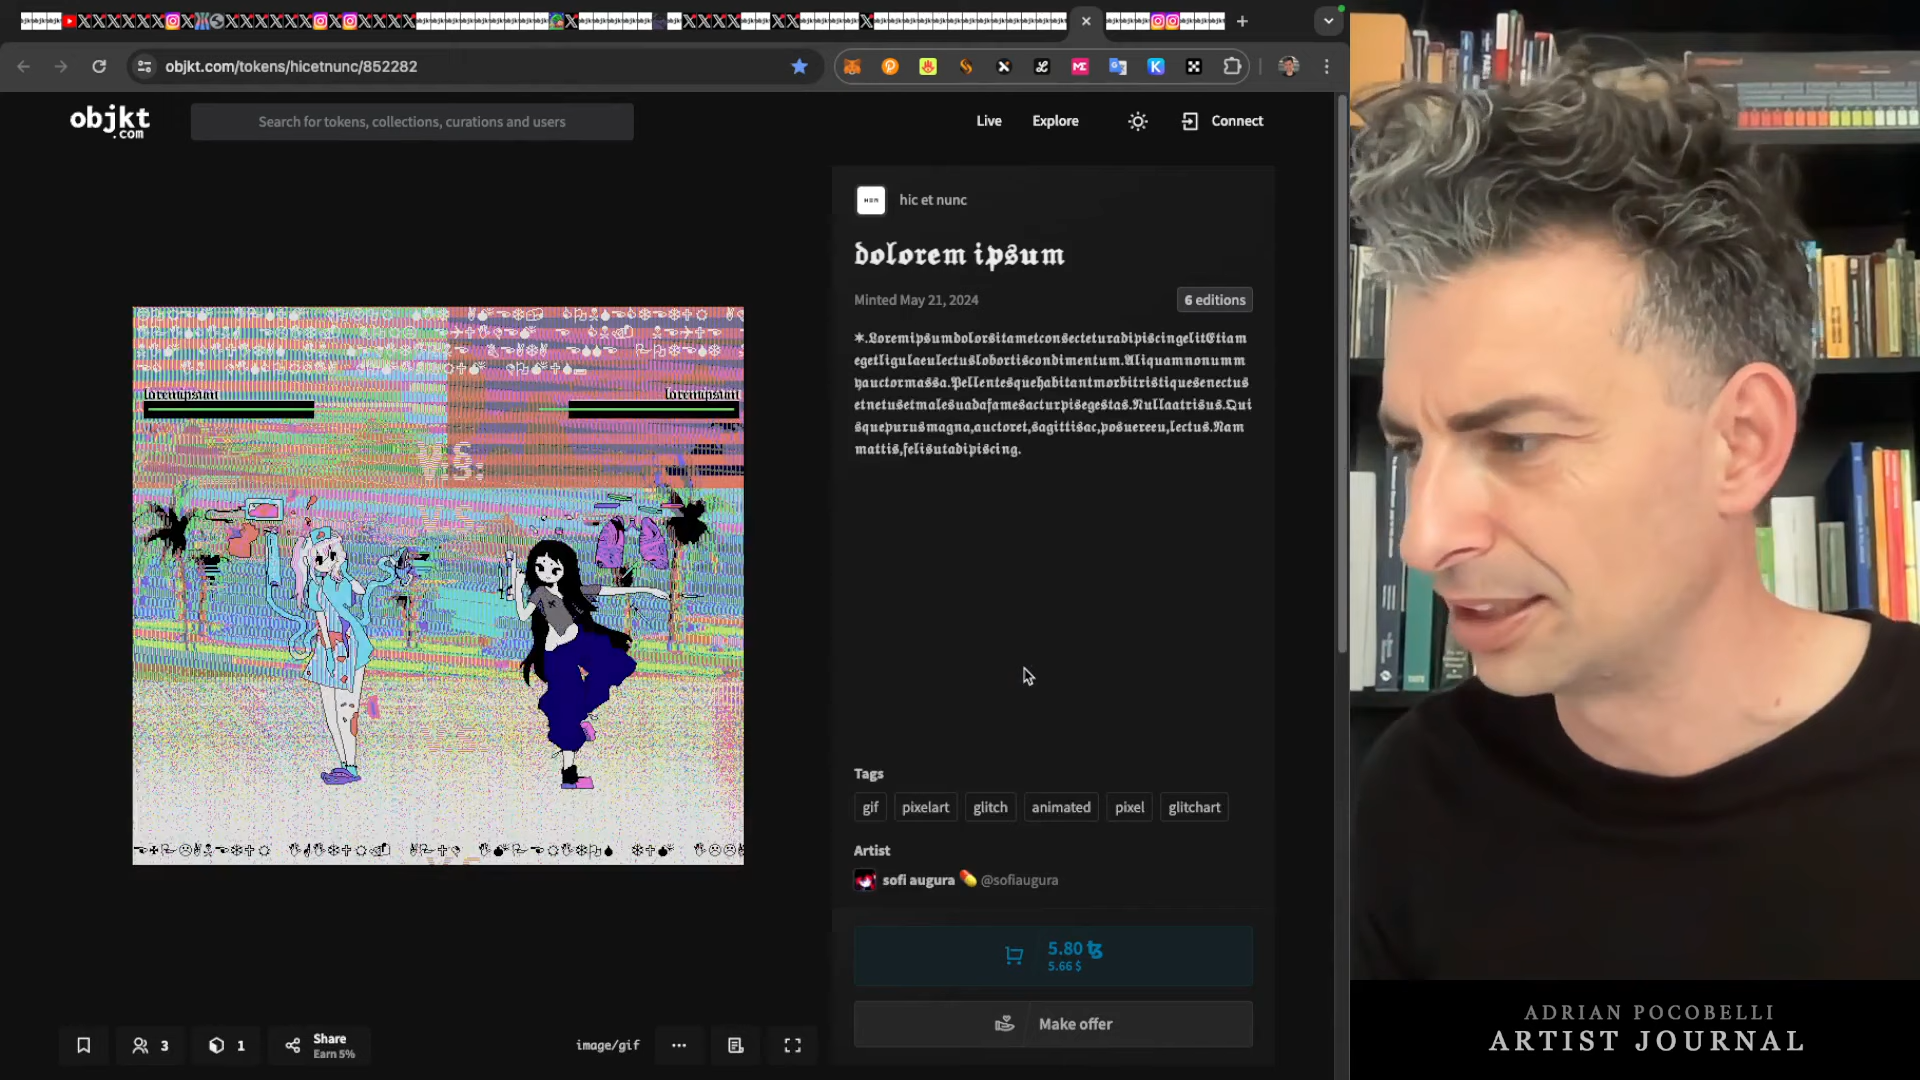 objkt.com/tokens/hicetnunc/852282
objkt
.com
Search for tokens, collections, curations and users
Live
Explore
Connect
hic et nunc
𝖉𝖔𝖑𝖔𝖗𝖊𝖒 𝖎𝖕𝖘𝖚𝖒
Minted May 21, 2024
6 editions
✶.𝕷𝖔𝖗𝖊𝖒𝖎𝖕𝖘𝖚𝖒𝖉𝖔𝖑𝖔𝖗𝖘𝖎𝖙𝖆𝖒𝖊𝖙𝖈𝖔𝖓𝖘𝖊𝖈𝖙𝖊𝖙𝖚𝖗𝖆𝖉𝖎𝖕𝖎𝖘𝖈𝖎𝖓𝖌𝖊𝖑𝖎𝖙𝕰𝖙𝖎𝖆𝖒
𝖊𝖌𝖊𝖙𝖑𝖎𝖌𝖚𝖑𝖆𝖊𝖚𝖑𝖊𝖈𝖙𝖚𝖘𝖑𝖔𝖇𝖔𝖗𝖙𝖎𝖘𝖈𝖔𝖓𝖉𝖎𝖒𝖊𝖓𝖙𝖚𝖒.𝕬𝖑𝖎𝖖𝖚𝖆𝖒𝖓𝖔𝖓𝖚𝖒𝖒
𝖞𝖆𝖚𝖈𝖙𝖔𝖗𝖒𝖆𝖘𝖘𝖆.𝕻𝖊𝖑𝖑𝖊𝖓𝖙𝖊𝖘𝖖𝖚𝖊𝖍𝖆𝖇𝖎𝖙𝖆𝖓𝖙𝖒𝖔𝖗𝖇𝖎𝖙𝖗𝖎𝖘𝖙𝖎𝖖𝖚𝖊𝖘𝖊𝖓𝖊𝖈𝖙𝖚𝖘
𝖊𝖙𝖓𝖊𝖙𝖚𝖘𝖊𝖙𝖒𝖆𝖑𝖊𝖘𝖚𝖆𝖉𝖆𝖋𝖆𝖒𝖊𝖘𝖆𝖈𝖙𝖚𝖗𝖕𝖎𝖘𝖊𝖌𝖊𝖘𝖙𝖆𝖘.𝕹𝖚𝖑𝖑𝖆𝖆𝖙𝖗𝖎𝖘𝖚𝖘.𝕼𝖚𝖎
𝖘𝖖𝖚𝖊𝖕𝖚𝖗𝖚𝖘𝖒𝖆𝖌𝖓𝖆,𝖆𝖚𝖈𝖙𝖔𝖗𝖊𝖙,𝖘𝖆𝖌𝖎𝖙𝖙𝖎𝖘𝖆𝖈,𝖕𝖔𝖘𝖚𝖊𝖗𝖊𝖊𝖚,𝖑𝖊𝖈𝖙𝖚𝖘.𝕹𝖆𝖒
𝖒𝖆𝖙𝖙𝖎𝖘,𝖋𝖊𝖑𝖎𝖘𝖚𝖙𝖆𝖉𝖎𝖕𝖎𝖘𝖈𝖎𝖓𝖌.
Tags
gif
pixelart
glitch
animated
pixel
glitchart
Artist
sofi augura 💊 @sofiaugura
5.80 ꜩ
5.66 $
Make offer
3
1
Share
Earn 5%
image/gif
ADRIAN POCOBELLI
ARTIST JOURNAL